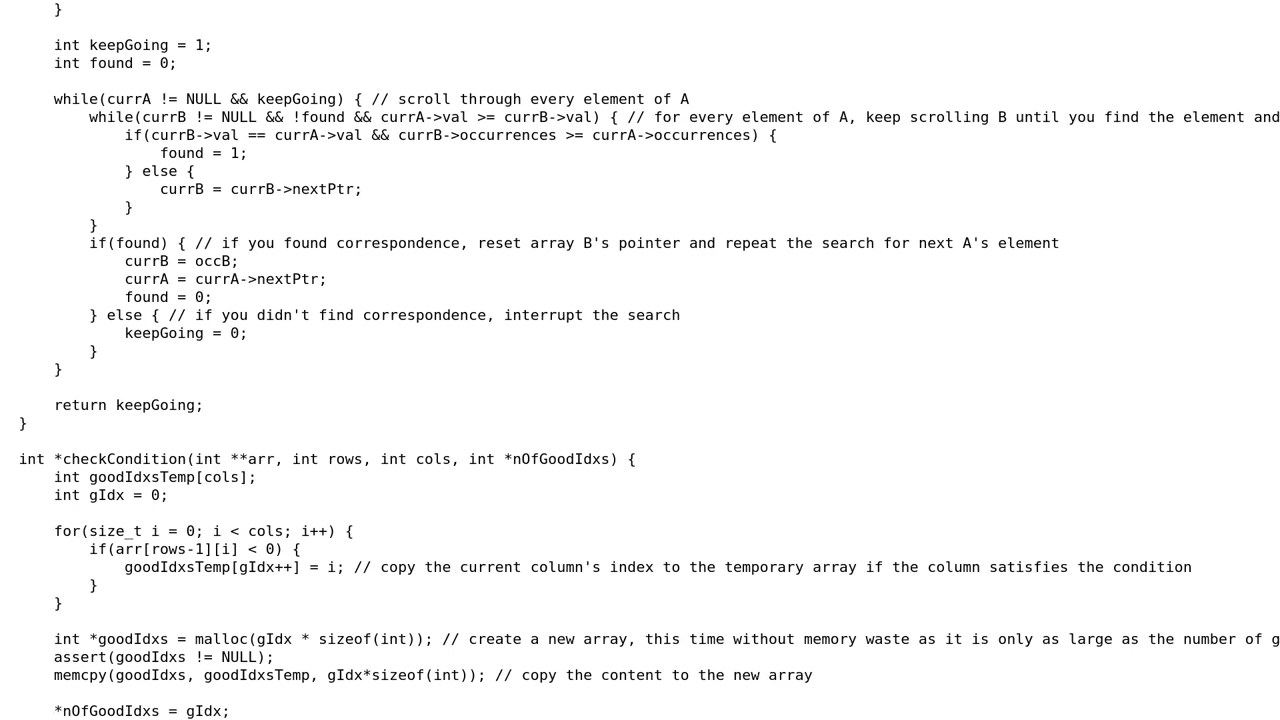 }

    int keepGoing = 1;
    int found = 0;

    while(currA != NULL && keepGoing) { // scroll through every element of A
        while(currB != NULL && !found && currA->val >= currB->val) { // for every element of A, keep scrolling B until you find the element and
            if(currB->val == currA->val && currB->occurrences >= currA->occurrences) {
                found = 1;
            } else {
                currB = currB->nextPtr;
            }
        }
        if(found) { // if you found correspondence, reset array B's pointer and repeat the search for next A's element
            currB = occB;
            currA = currA->nextPtr;
            found = 0;
        } else { // if you didn't find correspondence, interrupt the search
            keepGoing = 0;
        }
    }

    return keepGoing;
}

int *checkCondition(int **arr, int rows, int cols, int *nOfGoodIdxs) {
    int goodIdxsTemp[cols];
    int gIdx = 0;

    for(size_t i = 0; i < cols; i++) {
        if(arr[rows-1][i] < 0) {
            goodIdxsTemp[gIdx++] = i; // copy the current column's index to the temporary array if the column satisfies the condition
        }
    }

    int *goodIdxs = malloc(gIdx * sizeof(int)); // create a new array, this time without memory waste as it is only as large as the number of g
    assert(goodIdxs != NULL);
    memcpy(goodIdxs, goodIdxsTemp, gIdx*sizeof(int)); // copy the content to the new array

    *nOfGoodIdxs = gIdx;